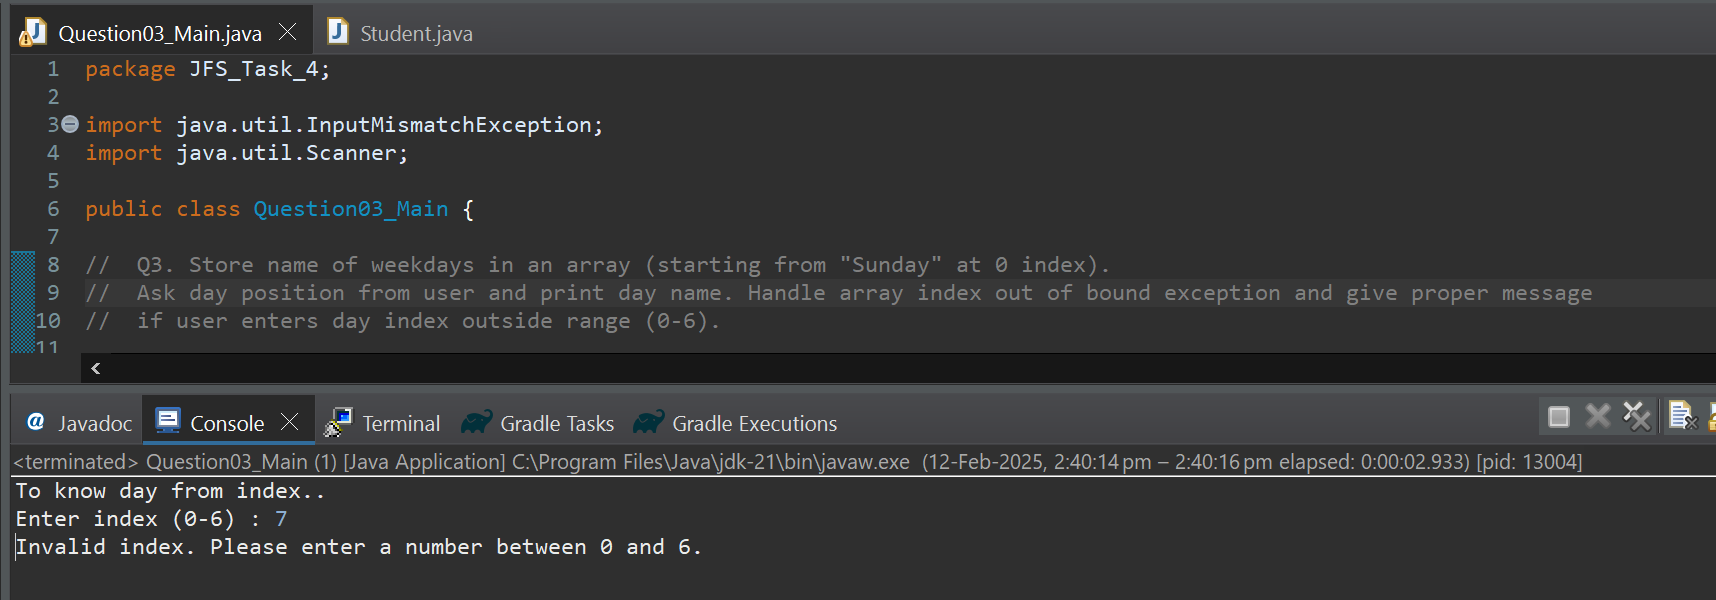 Question03_Main.java
Student.java
1 package JFS_Task_4;
2
3 import java.util.InputMismatchException;
4 import java.util.Scanner;
5
6 public class Question03_Main {
7
8 // Q3. Store name of weekdays in an array (starting from "Sunday" at 0 index).
9 // Ask day position from user and print day name. Handle array index out of bound exception and give proper message
10 // if user enters day index outside range (0-6).
11
Javadoc Console Terminal Gradle Tasks Gradle Executions
<terminated> Question03_Main (1) [Java Application] C:\Program Files\Java\jdk-21\bin\javaw.exe (12-Feb-2025, 2:40:14 pm – 2:40:16 pm elapsed: 0:00:02.933) [pid: 13004]
To know day from index..
Enter index (0-6) : 7
Invalid index. Please enter a number between 0 and 6.